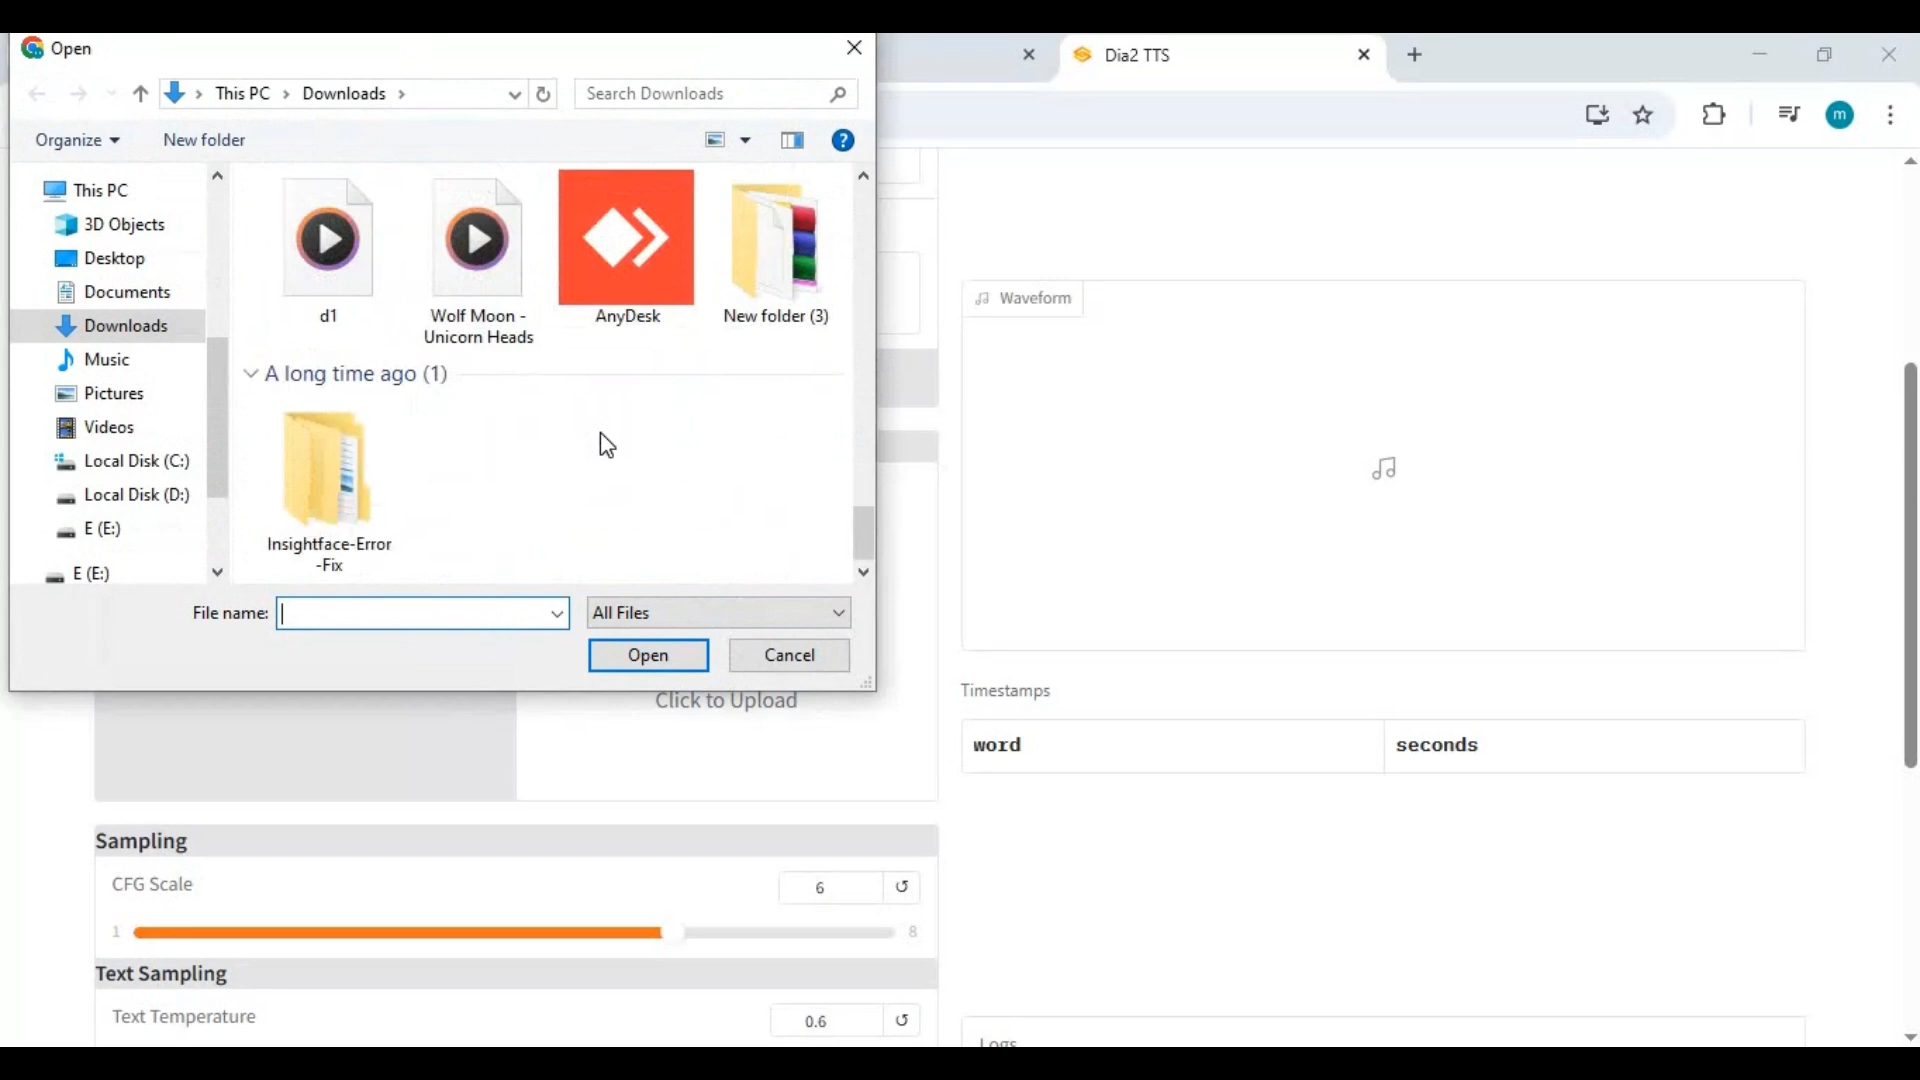 Open
Dia2 TTS
This PC
Downloads
Search Downloads
Organize
New folder
m
This PC
3D Objects
Desktop
Documents
Downloads
Music
Pictures
Videos
Local Disk (C:)
Local Disk (D:)
E (E:)
E (E:)
d1
Wolf Moon -
Unicorn Heads
AnyDesk
New folder (3)
A long time ago (1)
Insightface-Error
-Fix
File name:
All Files
Open
Cancel
Click to Upload
Sampling
CFG Scale
6
1
8
Text Sampling
Text Temperature
0.6
Waveform
Timestamps
word
seconds
Logs